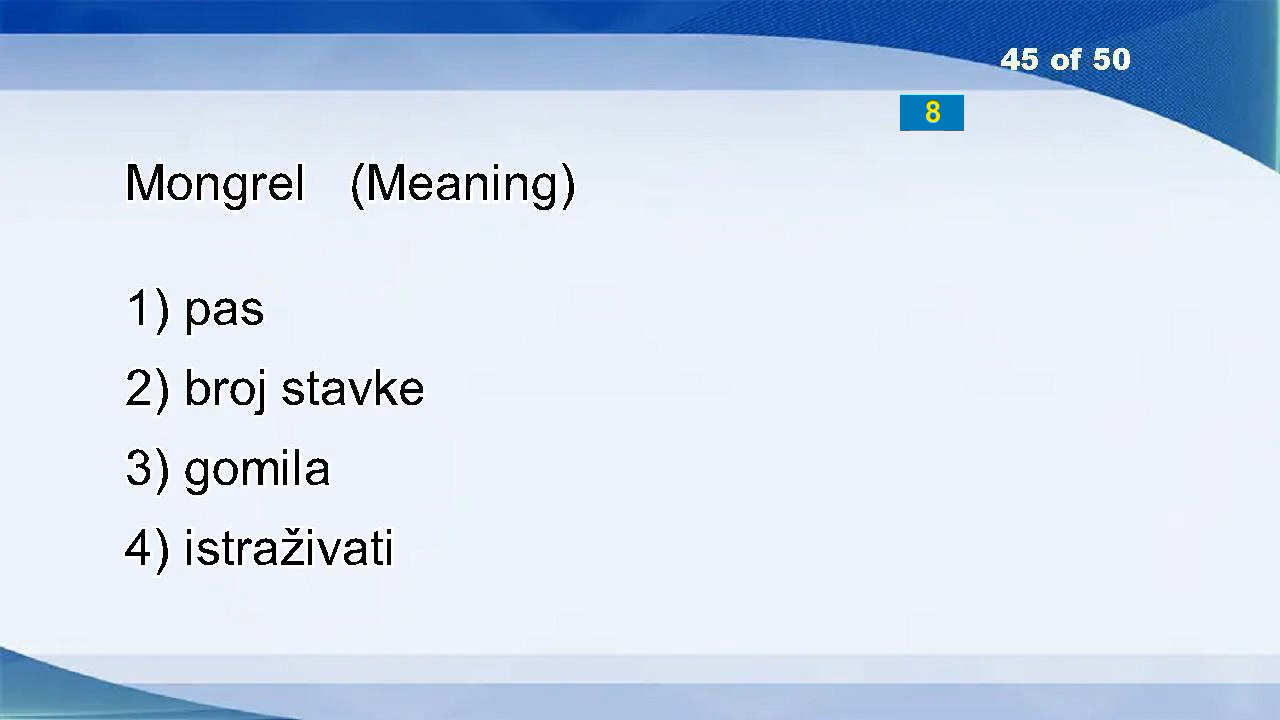 45 of 50
8
Mongrel (Meaning)
1) pas
2) broj stavke
3) gomila
4) istraživati